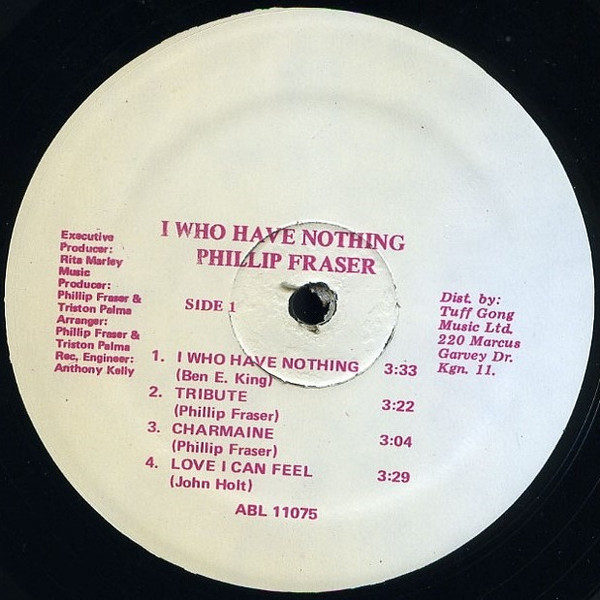 I WHO HAVE NOTHING
PHILLIP FRASER
SIDE 1
Executive
Producer:
Rita Marley
Music
Producer:
Phillip Fraser &
Triston Palma
Arranger:
Phillip Fraser &
Triston Palma
Rec. Engineer:
Anthony Kelly
Dist. by:
Tuff Gong
Music Ltd.
220 Marcus
Garvey Dr.
Kgn. 11.
1. I WHO HAVE NOTHING 3:33
(Ben E. King)
2. TRIBUTE 3:22
(Phillip Fraser)
3. CHARMAINE 3:04
(Phillip Fraser)
4. LOVE I CAN FEEL 3:29
(John Holt)
ABL 11075